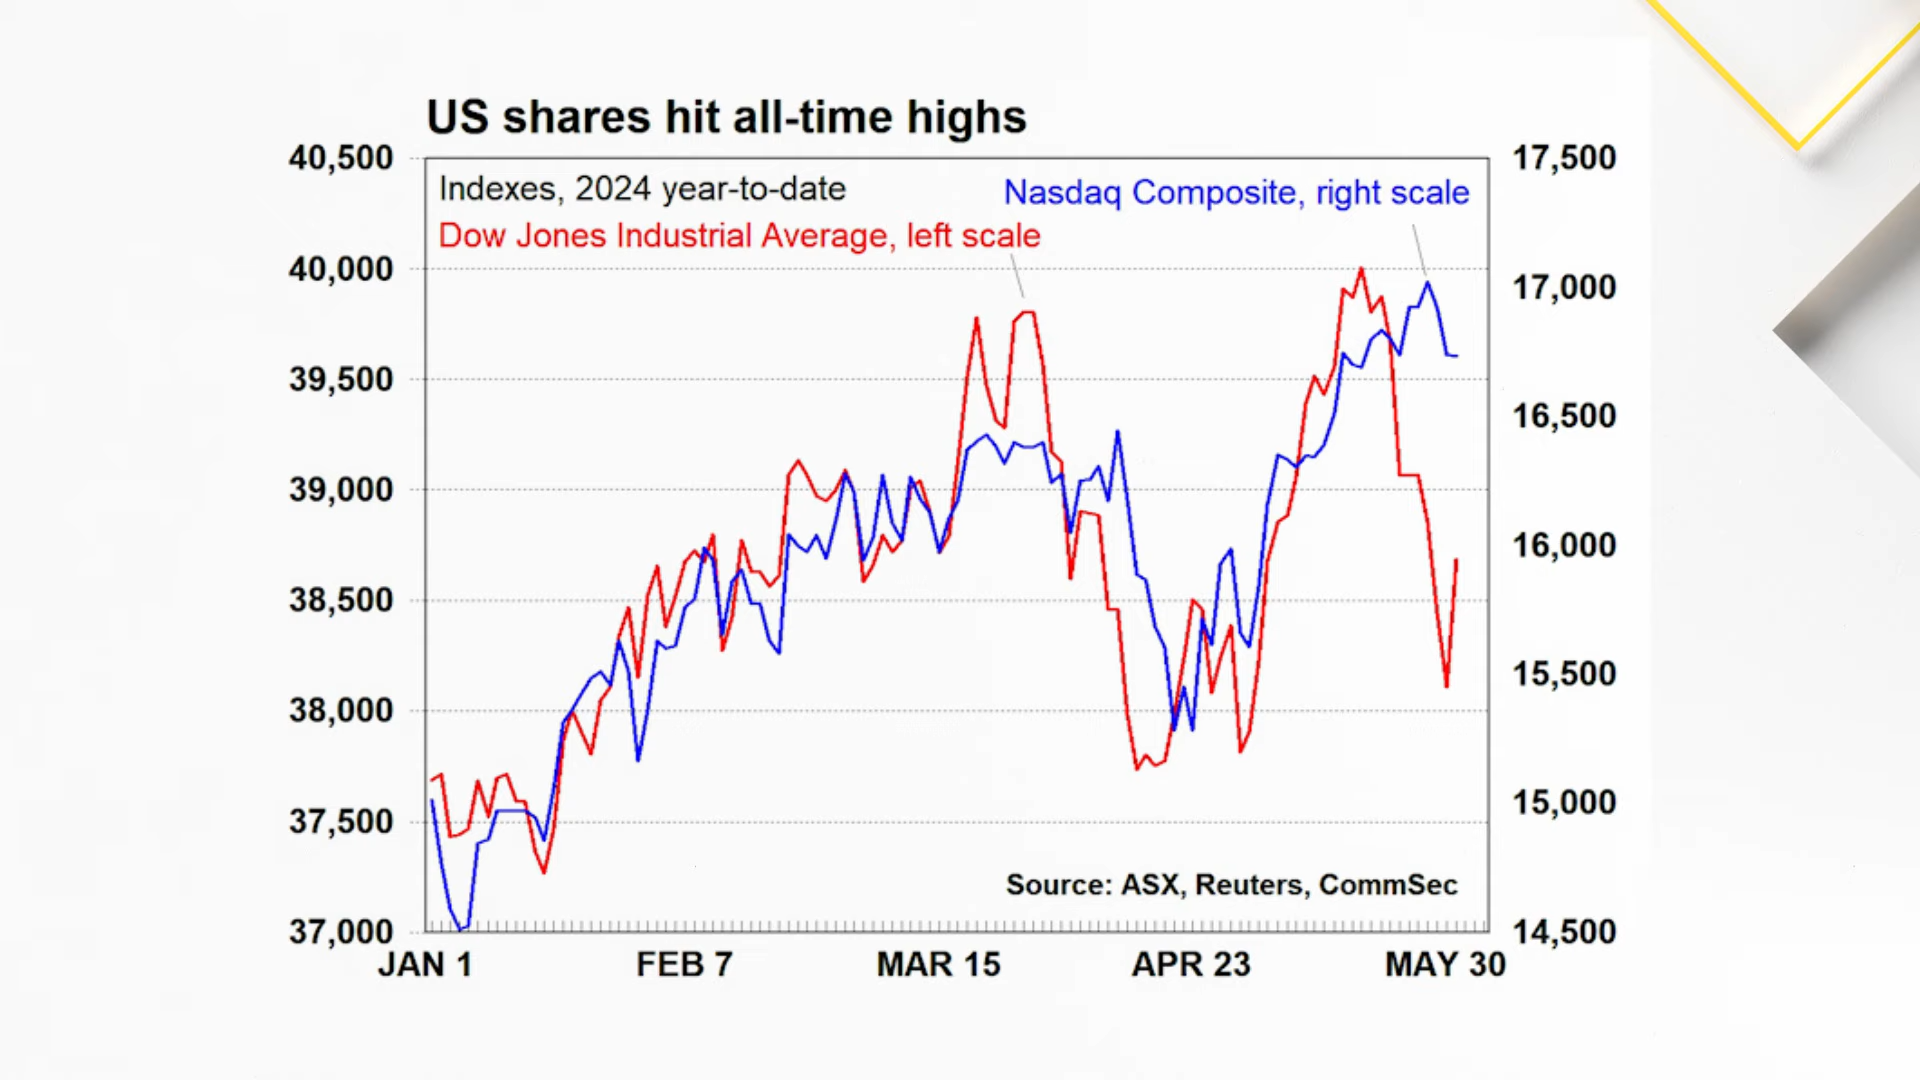 US shares hit all-time highs
40,500
17,500
Indexes, 2024 year-to-date
Nasdaq Composite, right scale
Dow Jones Industrial Average, left scale
40,000
17,000
39,500
16,500
39,000
16,000
38,500
15,500
38,000
15,000
37,500
Source: ASX, Reuters, CommSec
37,000
14,500
JAN 1
FEB 7
MAR 15
APR 23
MAY 30